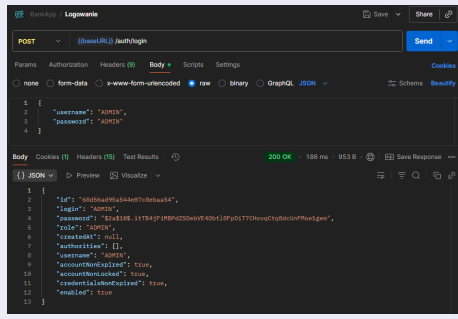 BankApp / Logowanie
Save
Share
POST
{{baseURL}} /auth/login
Send
Params Authorization Headers (9) Body Scripts Settings
Cookies
none form-data x-www-form-urlencoded raw binary GraphQL JSON
Schema Beautify
1 {
2 "username": "ADMIN",
3 "password": "ADMIN"
4 }
Body Cookies (1) Headers (15) Test Results
200 OK 186 ms 953 B Save Response
{} JSON Preview Visualize
1 {
2 "id":
3 "login": "ADMIN",
4 "password":
5 "role": "ADMIN",
6 "createdAt": null,
7 "authorities": [],
8 "username": "ADMIN",
9 "accountNonExpired": true,
10 "accountNonLocked": true,
11 "credentialsNonExpired": true,
12 "enabled": true
13 }